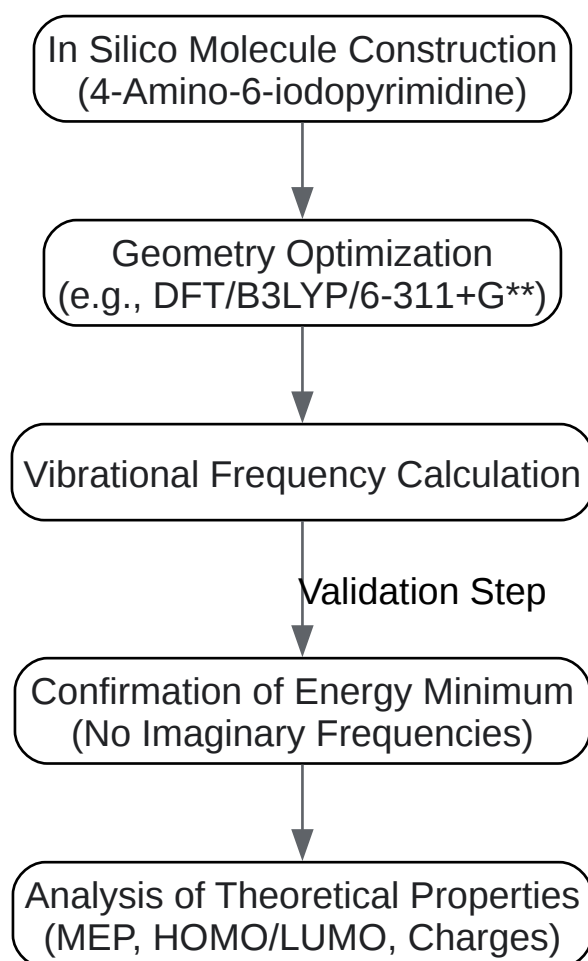 In Silico Molecule Construction
(4-Amino-6-iodopyrimidine)
Geometry Optimization
(e.g., DFT/B3LYP/6-311+G**)
Vibrational Frequency Calculation
Validation Step
Confirmation of Energy Minimum
(No Imaginary Frequencies)
Analysis of Theoretical Properties
(MEP, HOMO/LUMO, Charges)